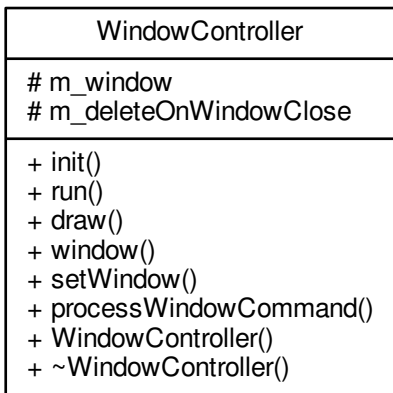 WindowController
# m_window
# m_deleteOnWindowClose
+ init()
+ run()
+ draw()
+ window()
+ setWindow()
+ processWindowCommand()
+ WindowController()
+ ~WindowController()